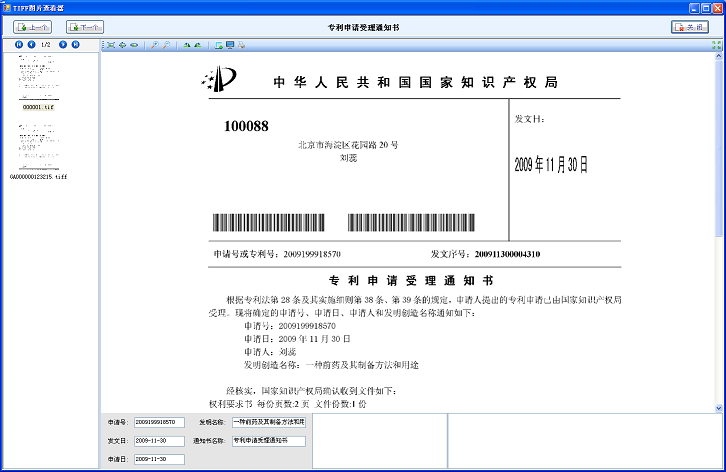 TIFF图片查看器
上一个
下一个
专利申请受理通知书
关 闭
1/2
000001.tif
GA000000123215.tiff
中华人民共和国国家知识产权局
100088
北京市海淀区花园路 20 号
刘蕊
发文日：
2009 年 11 月 30 日
申请号或专利号：2009199918570
发文序号：200911300004310
专利申请受理通知书
根据专利法第 28 条及其实施细则第 38 条、第 39 条的规定，申请人提出的专利申请已由国家知识产权局
受理。现将确定的申请号、申请日、申请人和发明创造名称通知如下：
申请号：2009199918570
申请日：2009 年 11 月 30 日
申请人：刘蕊
发明创造名称：一种前药及其制备方法和用途
经核实，国家知识产权局确认收到文件如下：
权利要求书 每份页数:2 页 文件份数:1 份
申请号: 2009199918570
发明名称: 一种前药及其制备方法和用
发文日: 2009-11-30
通知书名称: 专利申请受理通知书
申请日: 2009-11-30